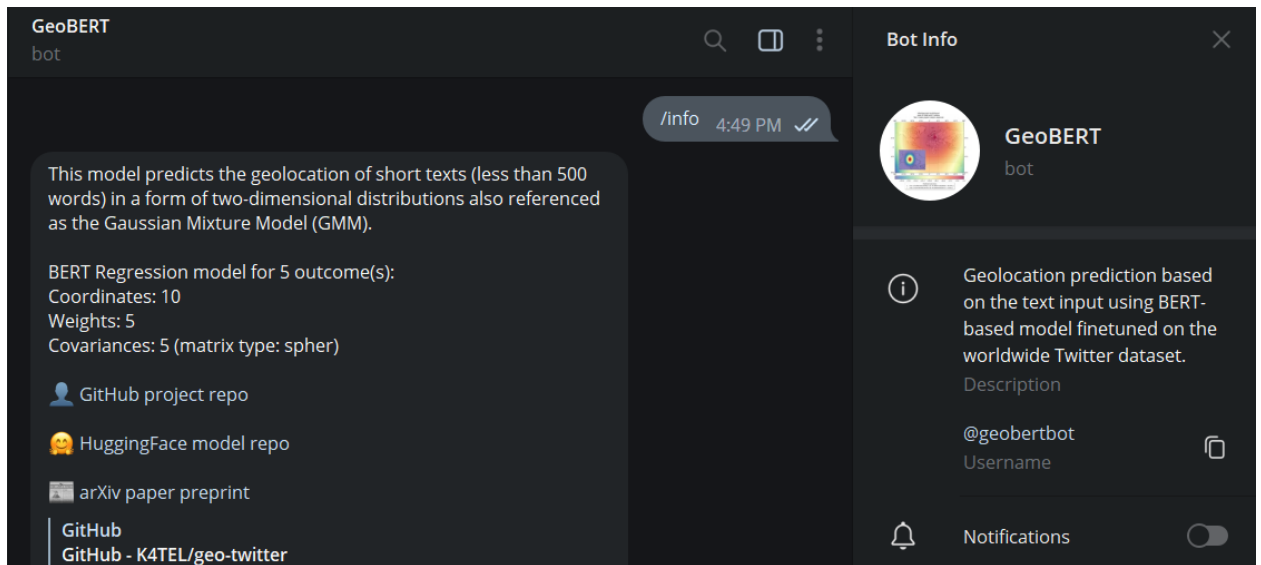 GeoBERT
bot
/info 4:49 PM
This model predicts the geolocation of short texts (less than 500
words) in a form of two-dimensional distributions also referenced
as the Gaussian Mixture Model (GMM).
BERT Regression model for 5 outcome(s):
Coordinates: 10
Weights: 5
Covariances: 5 (matrix type: spher)
GitHub project repo
HuggingFace model repo
arXiv paper preprint
GitHub
GitHub - K4TEL/geo-twitter
Bot Info
GeoBERT
bot
Geolocation prediction based
on the text input using BERT-
based model finetuned on the
worldwide Twitter dataset.
Description
@geobertbot
Username
Notifications